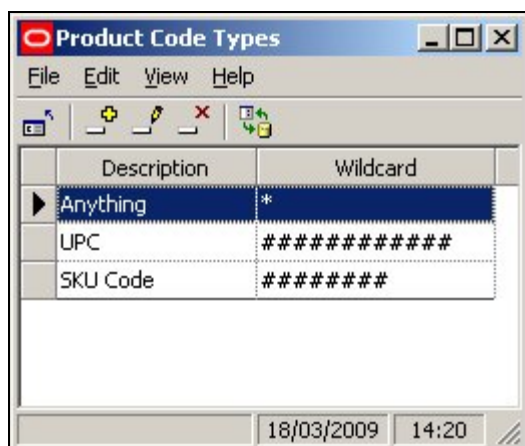 Product Code Types
File Edit View Help
Description Wildcard
Anything *
UPC ############
SKU Code ########
18/03/2009 14:20